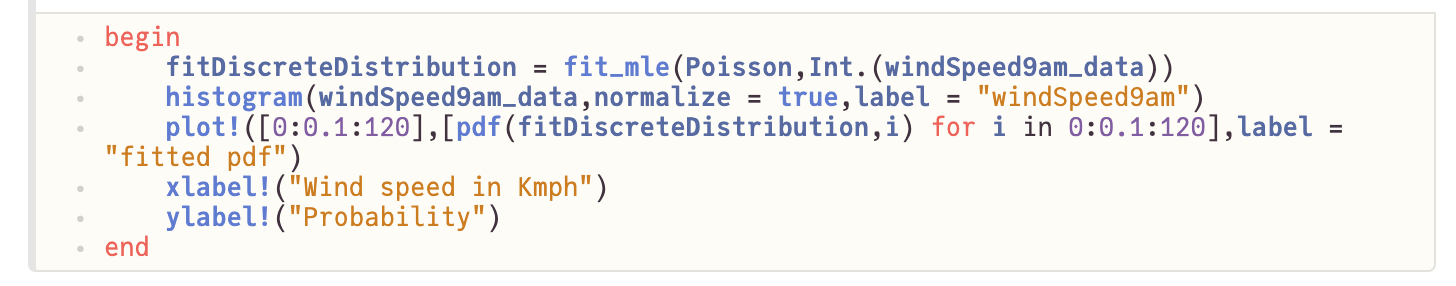 begin
    fitDiscreteDistribution = fit_mle(Poisson,Int.(windSpeed9am_data))
    histogram(windSpeed9am_data,normalize = true,label = "windSpeed9am")
    plot!([0:0.1:120],[pdf(fitDiscreteDistribution,i) for i in 0:0.1:120],label =
"fitted pdf")
    xlabel!("Wind speed in Kmph")
    ylabel!("Probability")
end